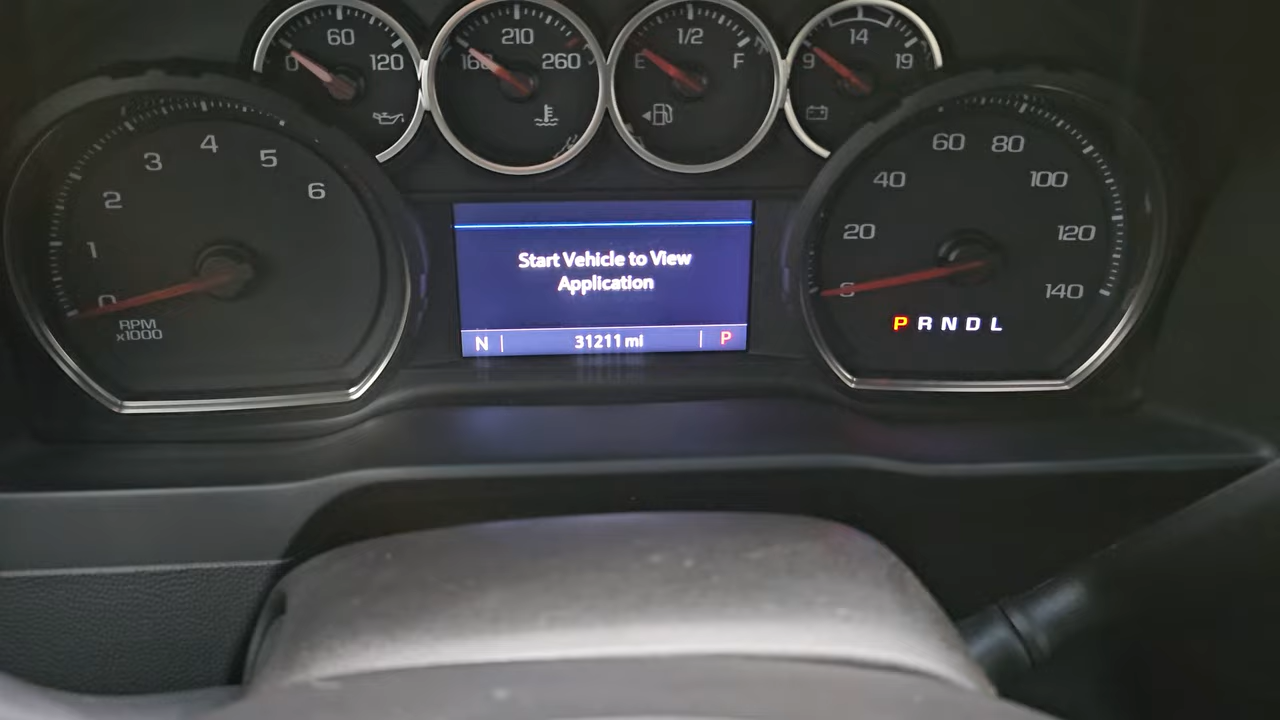 60
0 120
210
160 260
1/2
E F
14
9 19
4
3 5
2 6
1
0
RPM
x1000
Start Vehicle to View
Application
N 31211 mi P
60 80
40 100
20 120
140
P R N D L